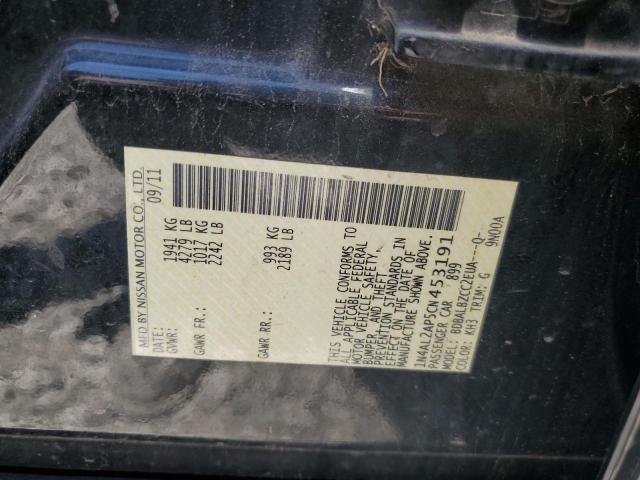 MFD BY NISSAN MOTOR CO., LTD.
09/11
1941 KG
GVWR: 4279 LB
1017 KG
GAWR FR.: 2242 LB
993 KG
GAWR RR.: 2189 LB
THIS VEHICLE CONFORMS TO
ALL APPLICABLE FEDERAL
MOTOR VEHICLE SAFETY,
BUMPER, AND THEFT
PREVENTION STANDARDS IN
EFFECT ON THE DATE OF
MANUFACTURE SHOWN ABOVE.
1N4AL2AP5CN453191
PASSENGER CAR 899
MODEL: BDBALBZCC2EUA---Q-
COLOR: KH3 TRIM: G 9N00A